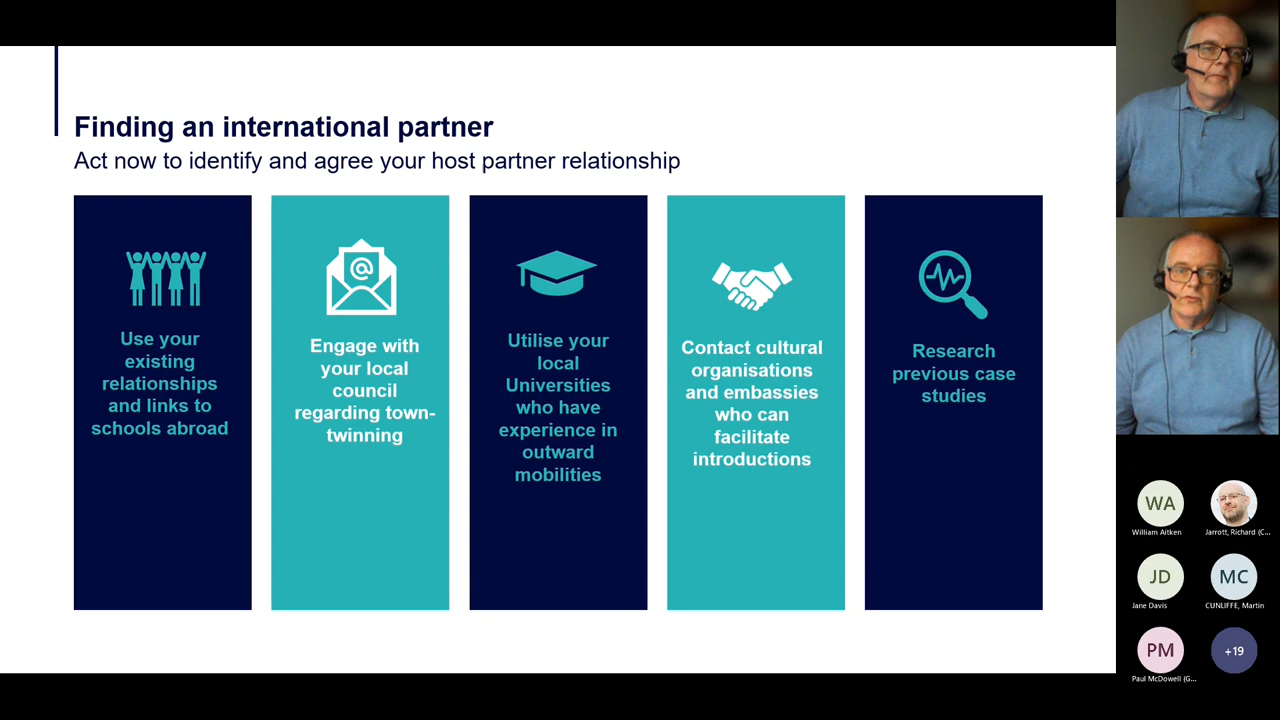 Finding an international partner
Act now to identify and agree your host partner relationship
Use your
existing
relationships
and links to
schools abroad
@
Engage with
your local
council
regarding town-
twinning
Utilise your
local
Universities
who have
experience in
outward
mobilities
Contact cultural
organisations
and embassies
who can
facilitate
introductions
Research
previous case
studies
WA
William Aitken
Jarrott, Richard (C...
JD
Jane Davis
MC
CUNLIFFE, Martin
PM
Paul McDowell (G...
+19